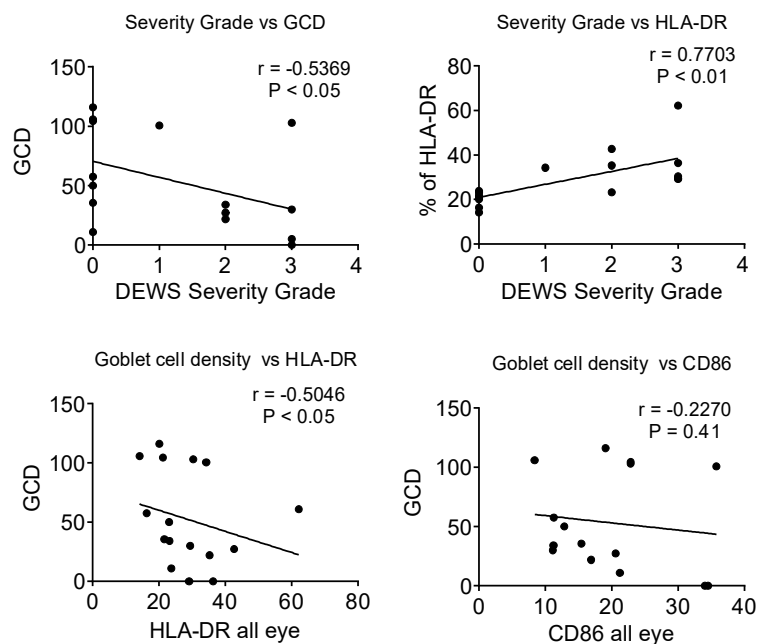 Severity Grade vs GCD
r = -0.5369
P < 0.05
150
100
50
0
GCD
0 1 2 3 4
DEWS Severity Grade
Severity Grade vs HLA-DR
r = 0.7703
P < 0.01
80
60
40
20
0
% of HLA-DR
0 1 2 3 4
DEWS Severity Grade
Goblet cell density vs HLA-DR
r = -0.5046
P < 0.05
150
100
50
0
GCD
0 20 40 60 80
HLA-DR all eye
Goblet cell density vs CD86
r = -0.2270
P = 0.41
150
100
50
0
GCD
0 10 20 30 40
CD86 all eye